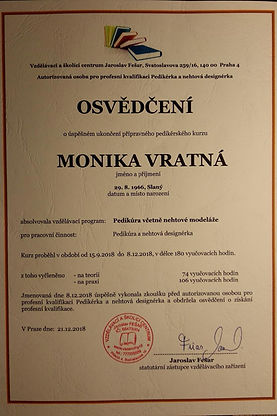 Vzdělávací a školící centrum Jaroslav Fešar, Svatoslavova 259/16, 140 00 Praha 4
Autorizovaná osoba pro profesní kvalifikaci Pedikérka a nehtová designérka
OSVĚDČENÍ
o úspěšném ukončení přípravného pedikérského kurzu
MONIKA VRATNÁ
jméno a příjmení
29. 8. 1966, Slaný
datum a místo narození
absolvovala vzdělávací program: Pedikúra včetně nehtové modeláže
pro pracovní činnost: Pedikúra a nehtová designérka
Kurz proběhl v období od 15.9.2018 do 8.12.2018, v délce 180 vyučovacích hodin.
z toho vyčleněno - na teorii 74 vyučovacích hodin
- na praxi 106 vyučovacích hodin.
Jmenovaná dne 8.12.2018 úspěšně vykonala zkoušku před autorizovanou osobou pro
profesní kvalifikaci Pedikérka a nehtová designérka a obdržela osvědčení o získání
profesní kvalifikace.
V Praze dne: 21.12.2018
Jaroslav Fešar
statutární zástupce vzdělávacího zařízení